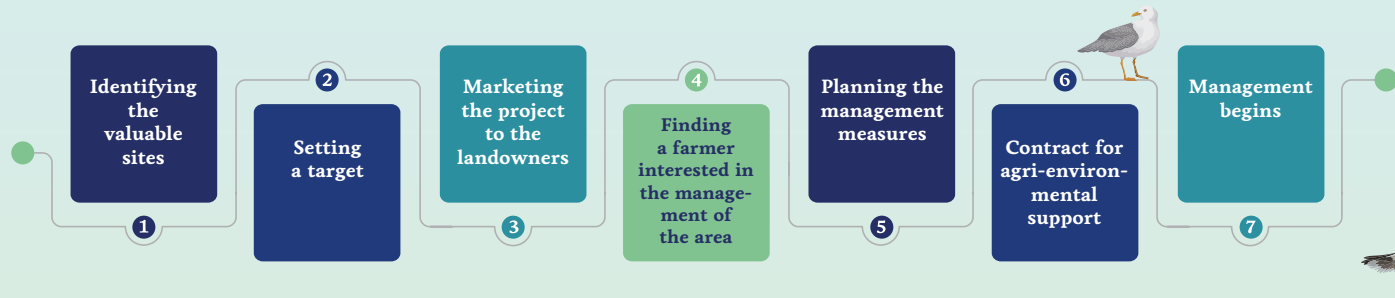 Identifying
the
valuable
sites
1
2
Setting
a target
Marketing
the project
to the
landowners
3
4
Finding
a farmer
interested in
the manage-
ment of
the area
Planning the
management
measures
5
6
Contract for
agri-environ-
mental
support
Management
begins
7